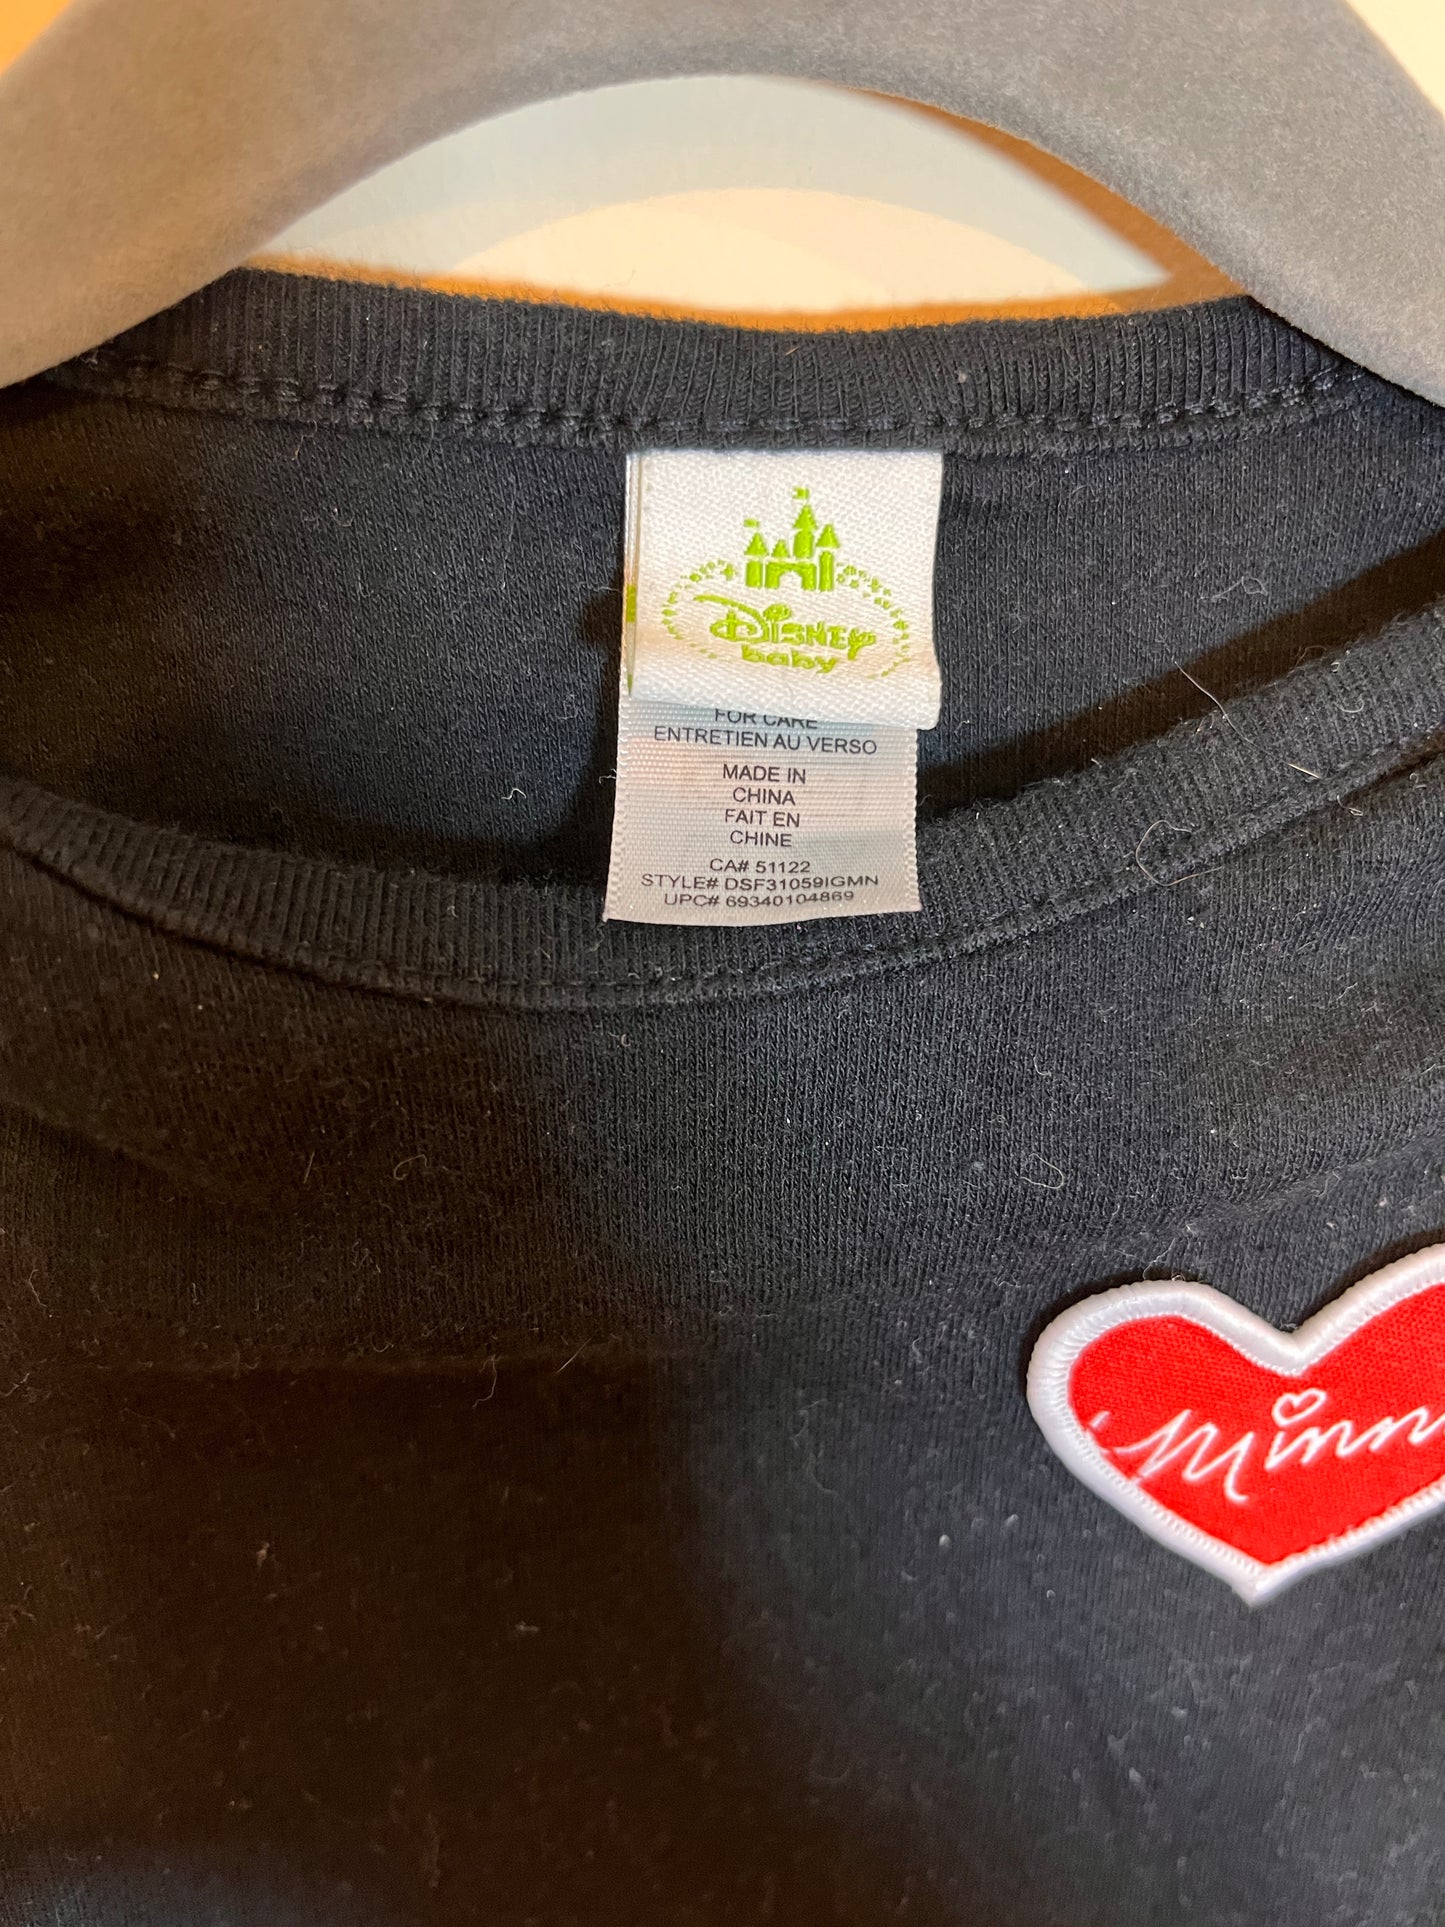 Disney
baby
FOR CARE
ENTRETIEN AU VERSO
MADE IN
CHINA
FAIT EN
CHINE
CA# 51122
STYLE# DSF31059IGMN
UPC# 69340104869
Minn